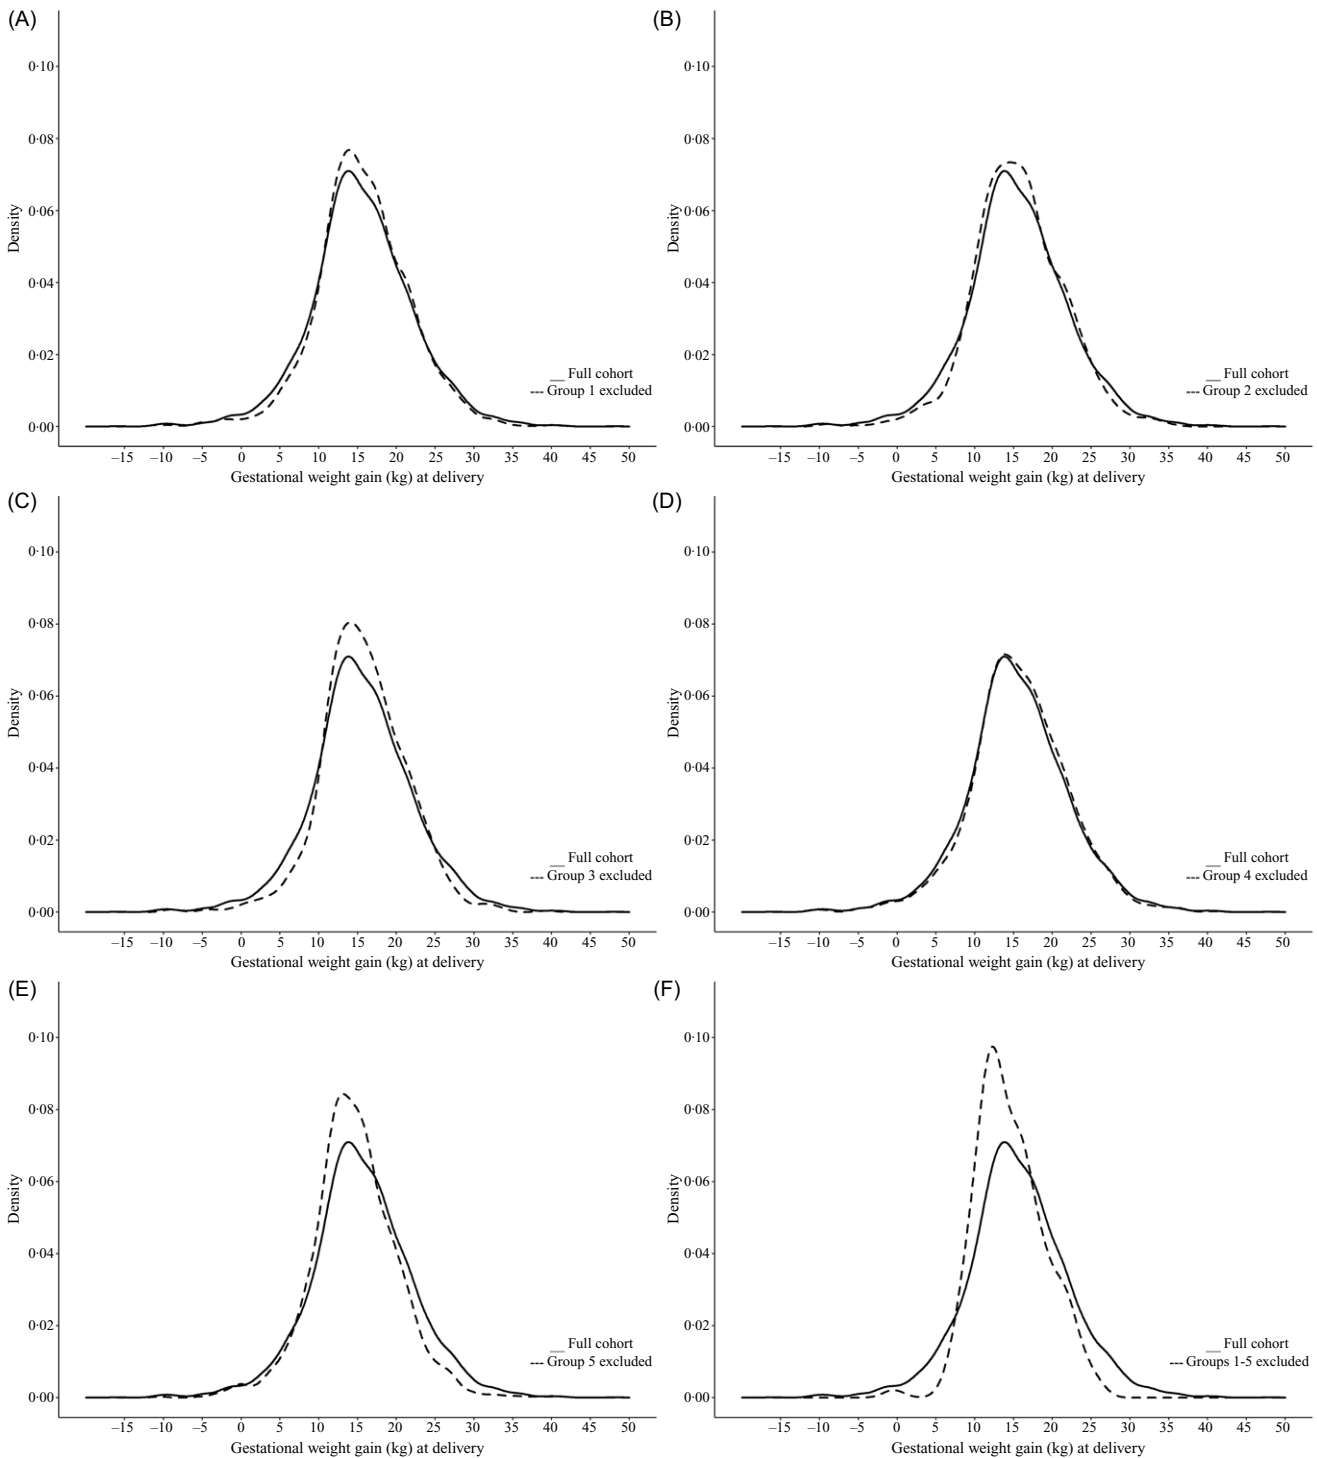 (A)
0·10
0·08
0·06
0·04
0·02
0·00
Density
Full cohort
Group 1 excluded
−15 −10 −5 0 5 10 15 20 25 30 35 40 45 50
Gestational weight gain (kg) at delivery
(B)
0·10
0·08
0·06
0·04
0·02
0·00
Density
Full cohort
Group 2 excluded
−15 −10 −5 0 5 10 15 20 25 30 35 40 45 50
Gestational weight gain (kg) at delivery
(C)
0·10
0·08
0·06
0·04
0·02
0·00
Density
Full cohort
Group 3 excluded
−15 −10 −5 0 5 10 15 20 25 30 35 40 45 50
Gestational weight gain (kg) at delivery
(D)
0·10
0·08
0·06
0·04
0·02
0·00
Density
Full cohort
Group 4 excluded
−15 −10 −5 0 5 10 15 20 25 30 35 40 45 50
Gestational weight gain (kg) at delivery
(E)
0·10
0·08
0·06
0·04
0·02
0·00
Density
Full cohort
Group 5 excluded
−15 −10 −5 0 5 10 15 20 25 30 35 40 45 50
Gestational weight gain (kg) at delivery
(F)
0·10
0·08
0·06
0·04
0·02
0·00
Density
Full cohort
Groups 1-5 excluded
−15 −10 −5 0 5 10 15 20 25 30 35 40 45 50
Gestational weight gain (kg) at delivery